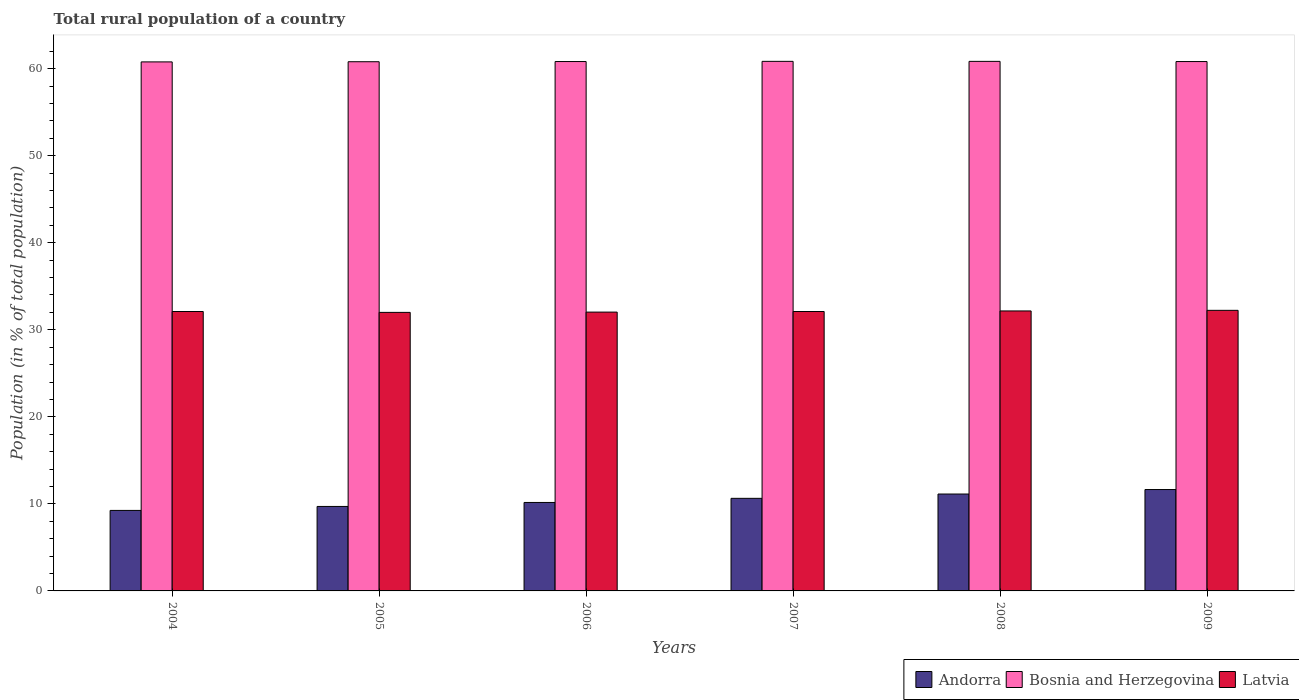 Total rural population of a country
Population (in % of total population)
60
50
40
30
20
10
0
2004
2005
2006
2007
2008
2009
Years
Andorra
Bosnia and Herzegovina
Latvia